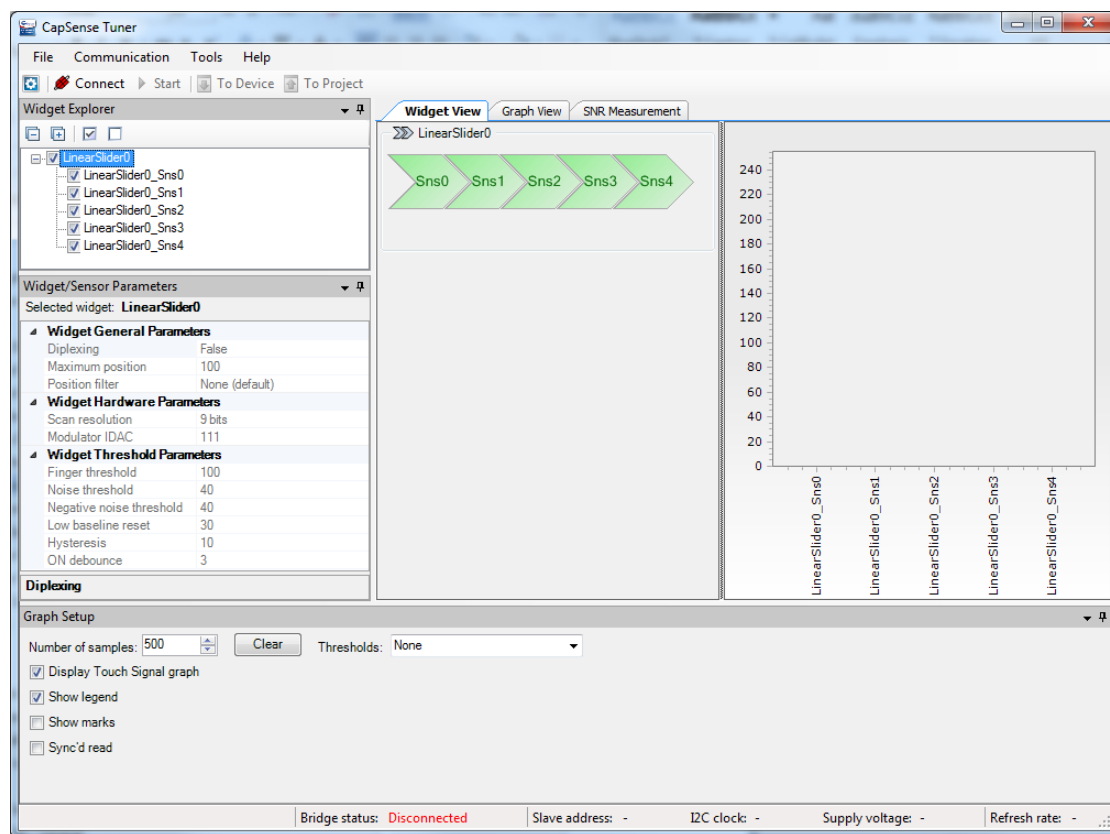 CapSense Tuner
File Communication Tools Help
Connect Start To Device To Project
Widget Explorer
LinearSlider0
LinearSlider0_Sns0
LinearSlider0_Sns1
LinearSlider0_Sns2
LinearSlider0_Sns3
LinearSlider0_Sns4
Widget/Sensor Parameters
Selected widget: LinearSlider0
Widget General Parameters
Diplexing False
Maximum position 100
Position filter None (default)
Widget Hardware Parameters
Scan resolution 9 bits
Modulator IDAC 111
Widget Threshold Parameters
Finger threshold 100
Noise threshold 40
Negative noise threshold 40
Low baseline reset 30
Hysteresis 10
ON debounce 3
Diplexing
Widget View Graph View SNR Measurement
LinearSlider0
Sns0 Sns1 Sns2 Sns3 Sns4
240
220
200
180
160
140
120
100
80
60
40
20
0
LinearSlider0_Sns0
LinearSlider0_Sns1
LinearSlider0_Sns2
LinearSlider0_Sns3
LinearSlider0_Sns4
Graph Setup
Number of samples: 500 Clear Thresholds: None
Display Touch Signal graph
Show legend
Show marks
Sync'd read
Bridge status: Disconnected Slave address: - I2C clock: - Supply voltage: - Refresh rate: -